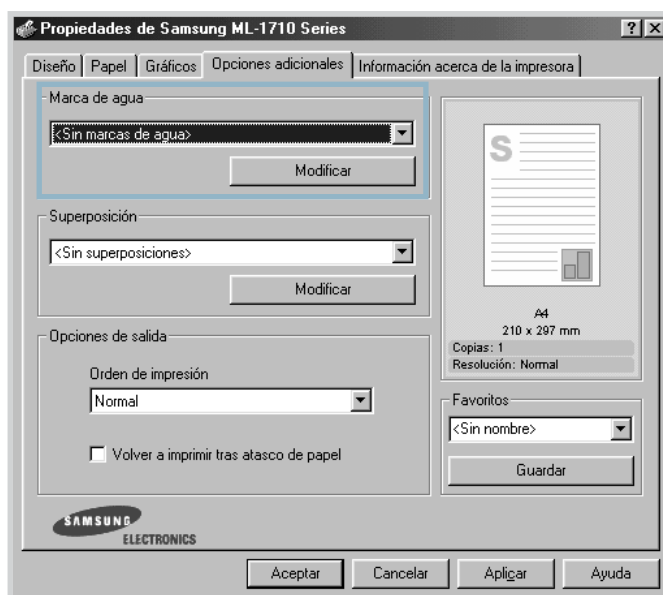 Propiedades de Samsung ML-1710 Series
Diseño Papel Gráficos Opciones adicionales Información acerca de la impresora
Marca de agua
<Sin marcas de agua>
Modificar
Superposición
<Sin superposiciones>
Modificar
Opciones de salida
Orden de impresión
Normal
Volver a imprimir tras atasco de papel
S
A4
210 x 297 mm
Copias: 1
Resolución: Normal
Favoritos
<Sin nombre>
Guardar
SAMSUNG
ELECTRONICS
Aceptar Cancelar Aplicar Ayuda